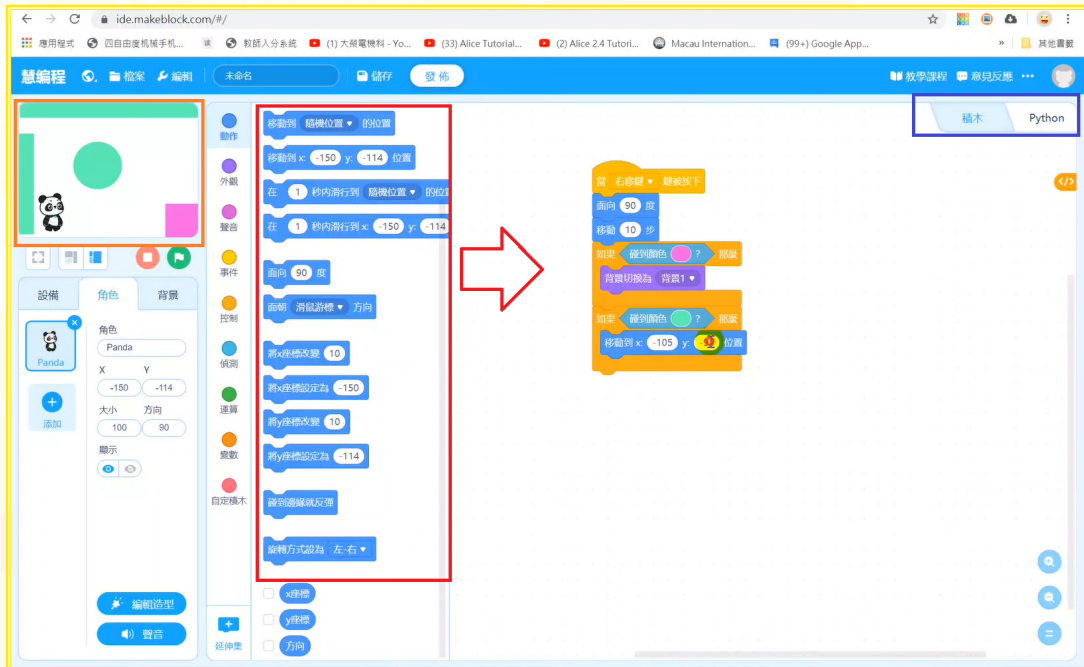 ide.makeblock.com/#/
應用程式 四自由度机械手机... 教師人分系統 (1) 大榮電機科 - Yo... (33) Alice Tutorial... (2) Alice 2.4 Tutori... Macau Internation... (99+) Google App... » 其他書籤
慧编程 檔案 編輯 未命名 儲存 發佈 教學課程 意見反應 ···
積木 Python
設備 角色 背景
Panda
添加
角色
Panda
X Y
-150 -114
大小 方向
100 90
顯示
編輯造型
聲音
動作
外觀
聲音
事件
控制
偵測
運算
變數
自定積木
延伸集
移動到 隨機位置 的位置
移動到 x: -150 y: -114 位置
在 1 秒內滑行到 隨機位置 的位置
在 1 秒內滑行到 x: -150 y: -114
面向 90 度
面朝 滑鼠游標 方向
將x座標改變 10
將x座標設定為 -150
將y座標改變 10
將y座標設定為 -114
碰到邊緣就反彈
旋轉方式設為 左-右
x座標
y座標
方向
當 右移鍵 鍵被按下
面向 90 度
移動 10 步
如果 碰到顏色 ? 那麼
背景切換為 背景1
如果 碰到顏色 ? 那麼
移動到 x: -105 y: 位置